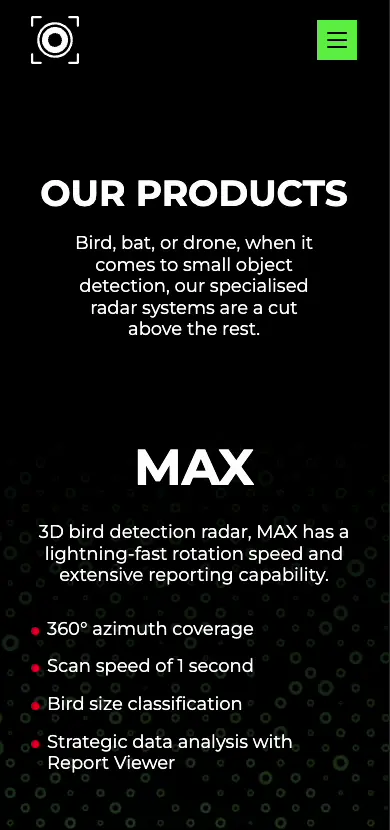 OUR PRODUCTS
Bird, bat, or drone, when it
comes to small object
detection, our specialised
radar systems are a cut
above the rest.
MAX
3D bird detection radar, MAX has a
lightning-fast rotation speed and
extensive reporting capability.
360° azimuth coverage
Scan speed of 1 second
Bird size classification
Strategic data analysis with
Report Viewer